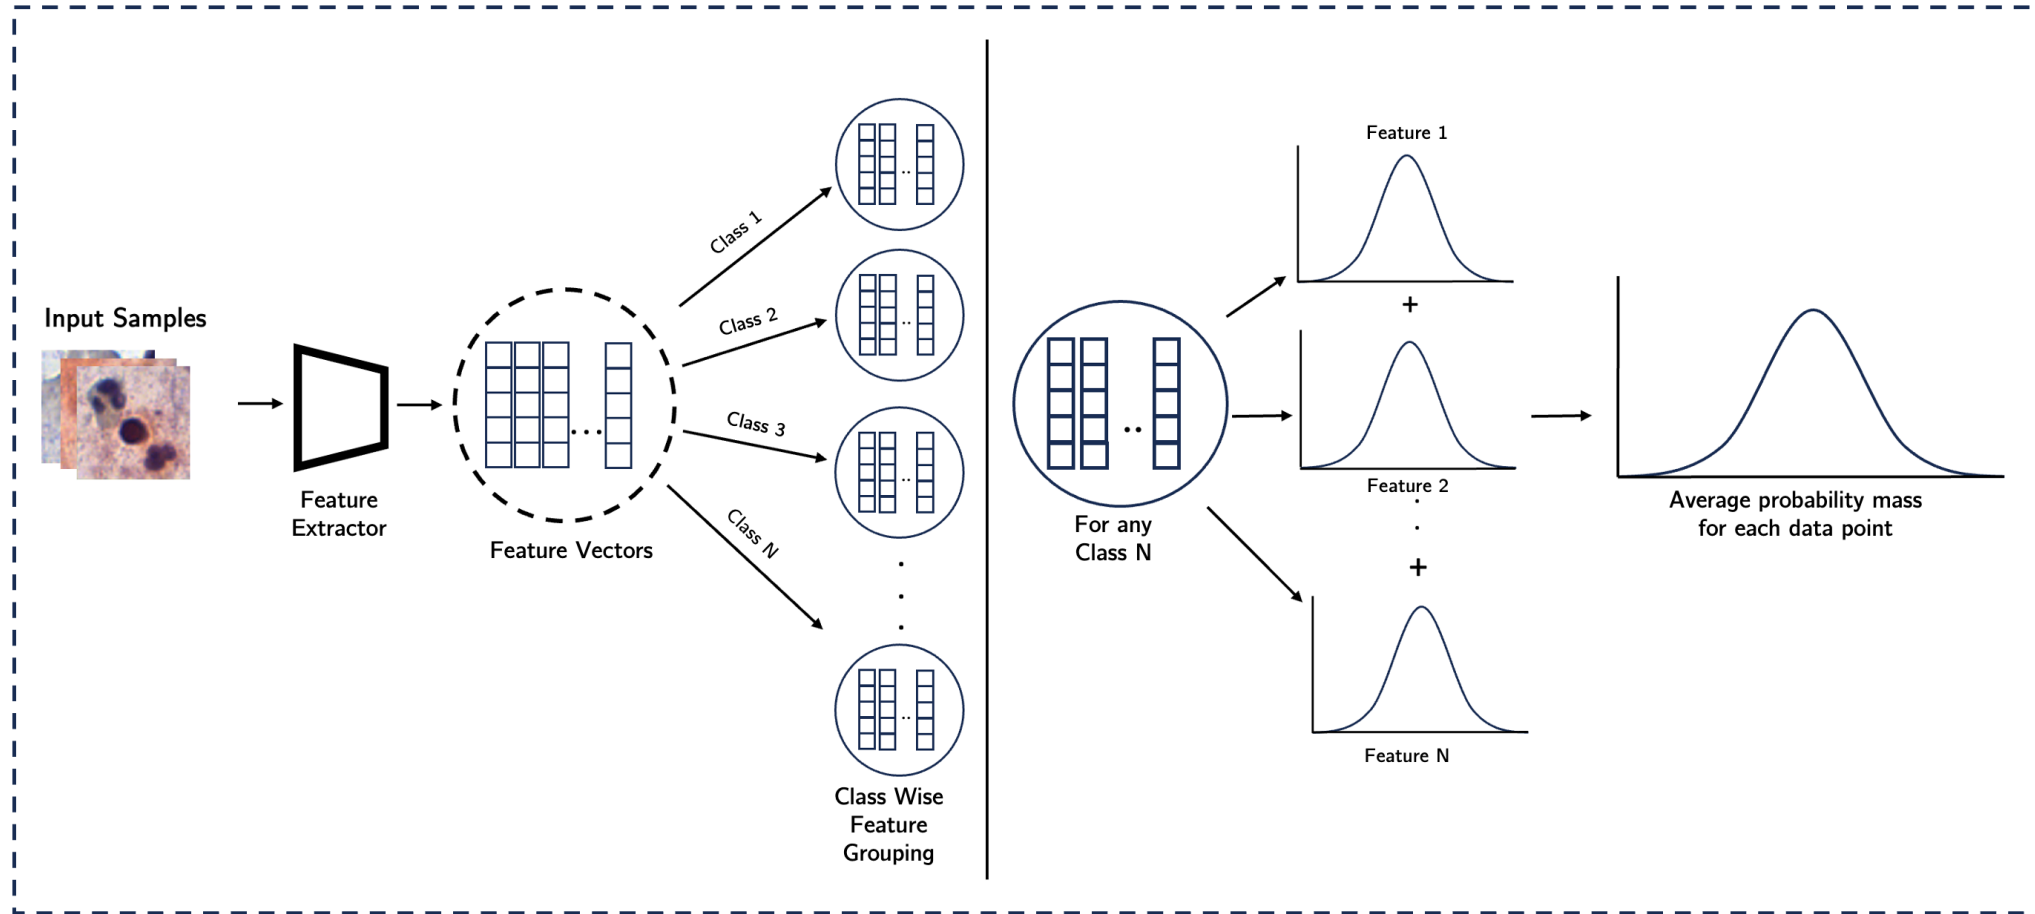 Input Samples
Feature
Extractor
Feature Vectors
Class 1
Class 2
Class 3
Class N
Class Wise
Feature
Grouping
For any
Class N
Feature 1
+
Feature 2
+
Feature N
Average probability mass
for each data point